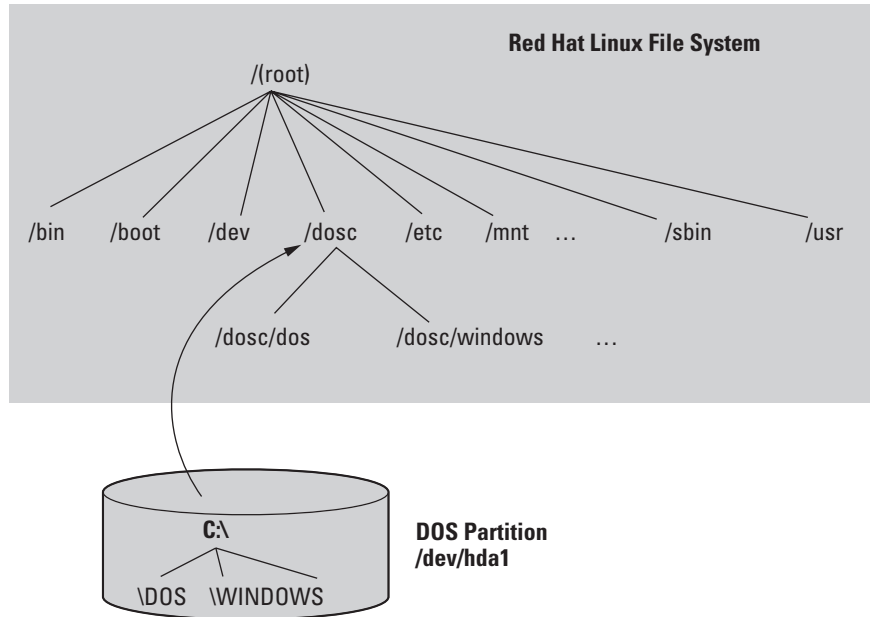 Red Hat Linux File System
/(root)
/bin /boot /dev /dosc /etc /mnt … /sbin /usr
/dosc/dos /dosc/windows …
C:\
DOS Partition
/dev/hda1
\DOS \WINDOWS